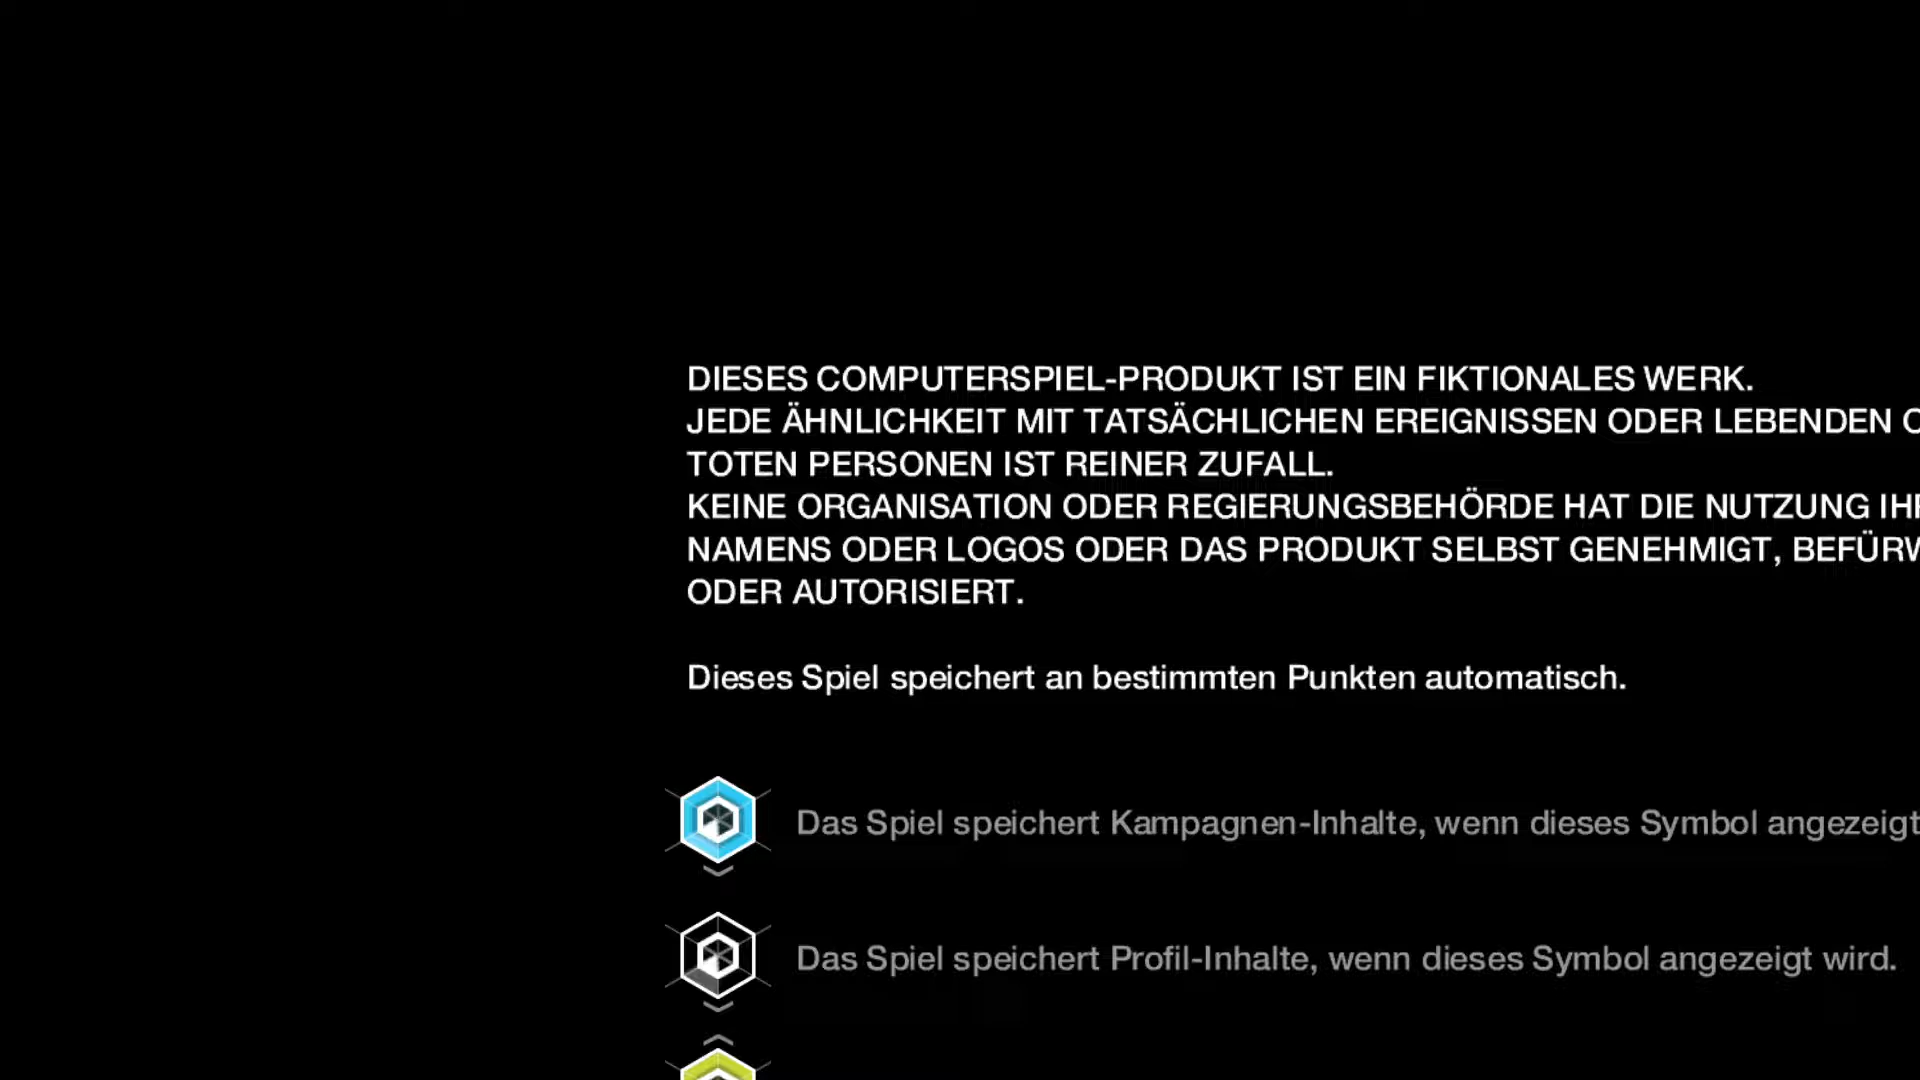 DIESES COMPUTERSPIEL-PRODUKT IST EIN FIKTIONALES WERK.
JEDE ÄHNLICHKEIT MIT TATSÄCHLICHEN EREIGNISSEN ODER LEBENDEN
TOTEN PERSONEN IST REINER ZUFALL.
KEINE ORGANISATION ODER REGIERUNGSBEHÖRDE HAT DIE NUTZUNG
NAMENS ODER LOGOS ODER DAS PRODUKT SELBST GENEHMIGT,
ODER AUTORISIERT.
Dieses Spiel speichert an bestimmten Punkten automatisch.
Das Spiel speichert Kampagnen-Inhalte, wenn dieses Symbol angezeigt
Das Spiel speichert Profil-Inhalte, wenn dieses Symbol angezeigt wird.